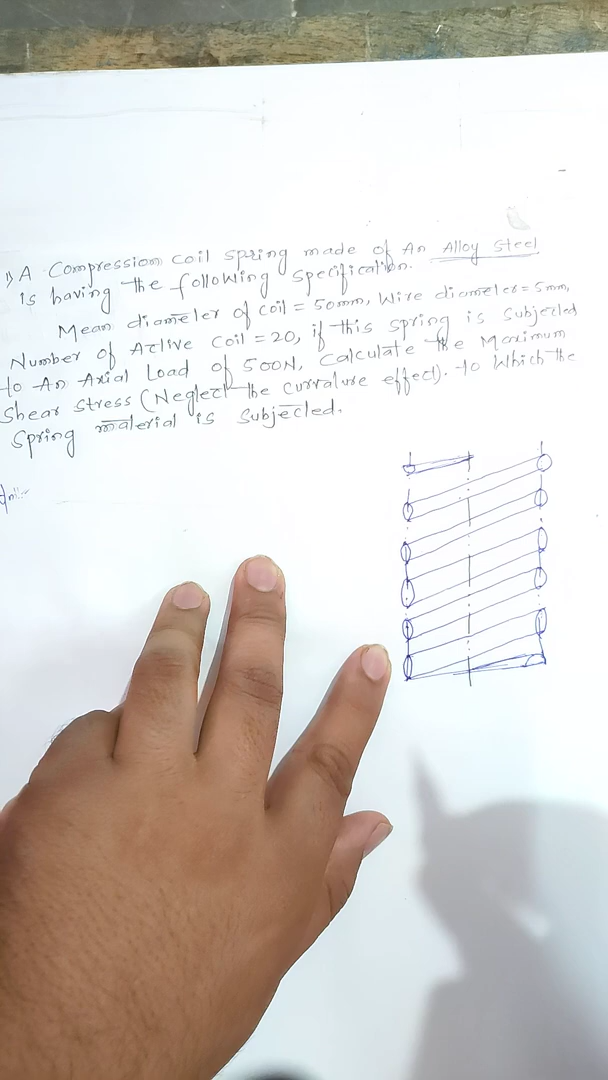 1) A Compression coil spring made of An Alloy Steel
is having the following specification.
Mean diameter of coil = 50mm, Wire diameter = 5mm,
Number of Active coil = 20, if this spring is subjected
to An Axial Load of 500N, Calculate the Maximum
Shear stress (Neglect the curvature effect). to Which the
Spring material is subjected.